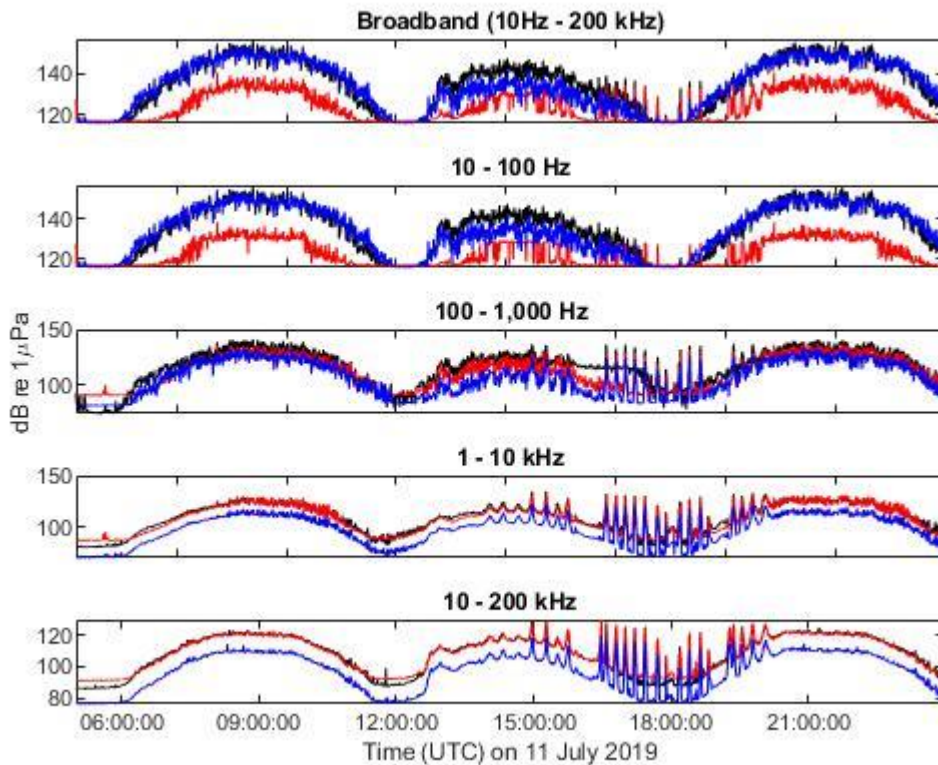 Broadband (10Hz - 200 kHz)
140
120
10 - 100 Hz
140
120
100 - 1,000 Hz
150
100
dB re 1μPa
1 - 10 kHz
150
100
10 - 200 kHz
120
100
80
06:00:00 09:00:00 12:00:00 15:00:00 18:00:00 21:00:00
Time (UTC) on 11 July 2019